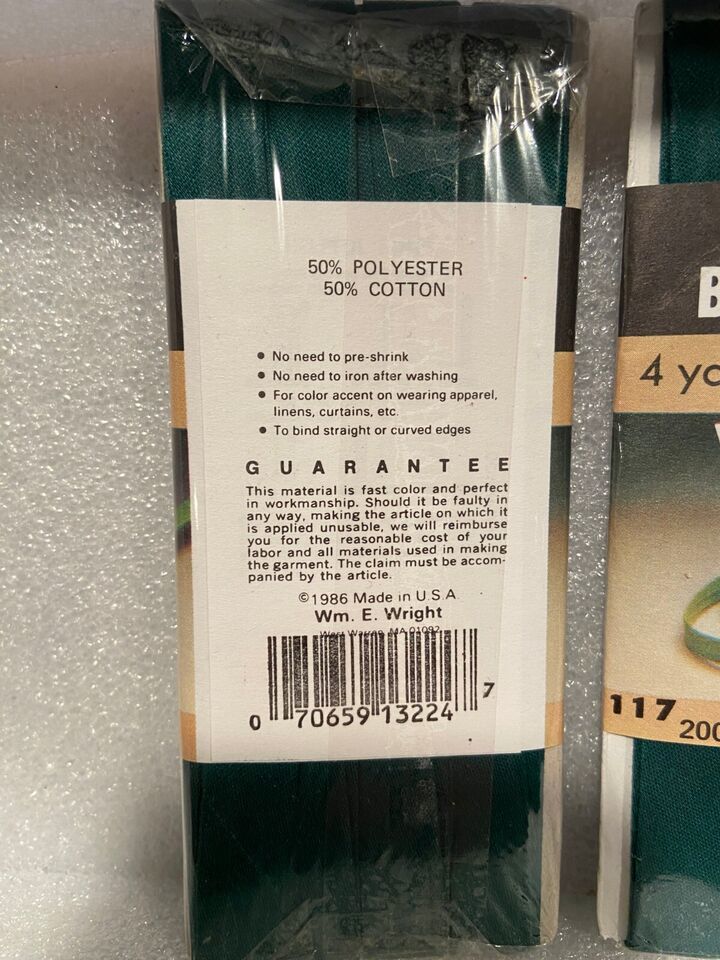 50% POLYESTER
50% COTTON
• No need to pre-shrink
• No need to iron after washing
• For color accent on wearing apparel,
linens, curtains, etc.
• To bind straight or curved edges
GUARANTEE
This material is fast color and perfect
in workmanship. Should it be faulty in
any way, making the article on which it
is applied unusable, we will reimburse
you for the reasonable cost of your
labor and all materials used in making
the garment. The claim must be accom-
panied by the article.
©1986 Made in U.S.A.
Wm. E. Wright
West Warren, MA 01092
0 70659 13224 7
B
4 yd
117 200